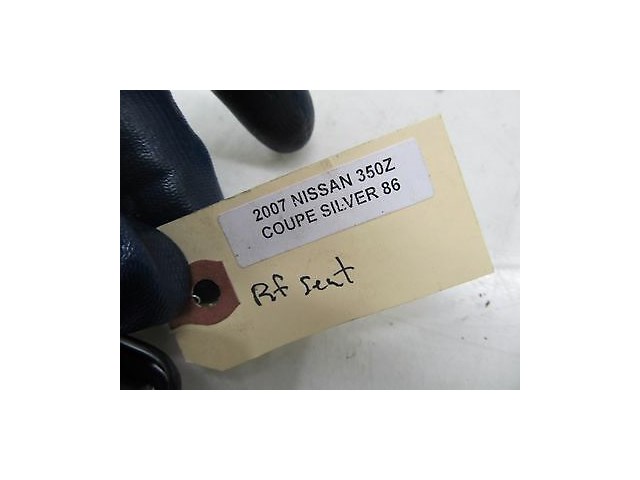 2007 NISSAN 350Z
COUPE SILVER 86
Rf seat